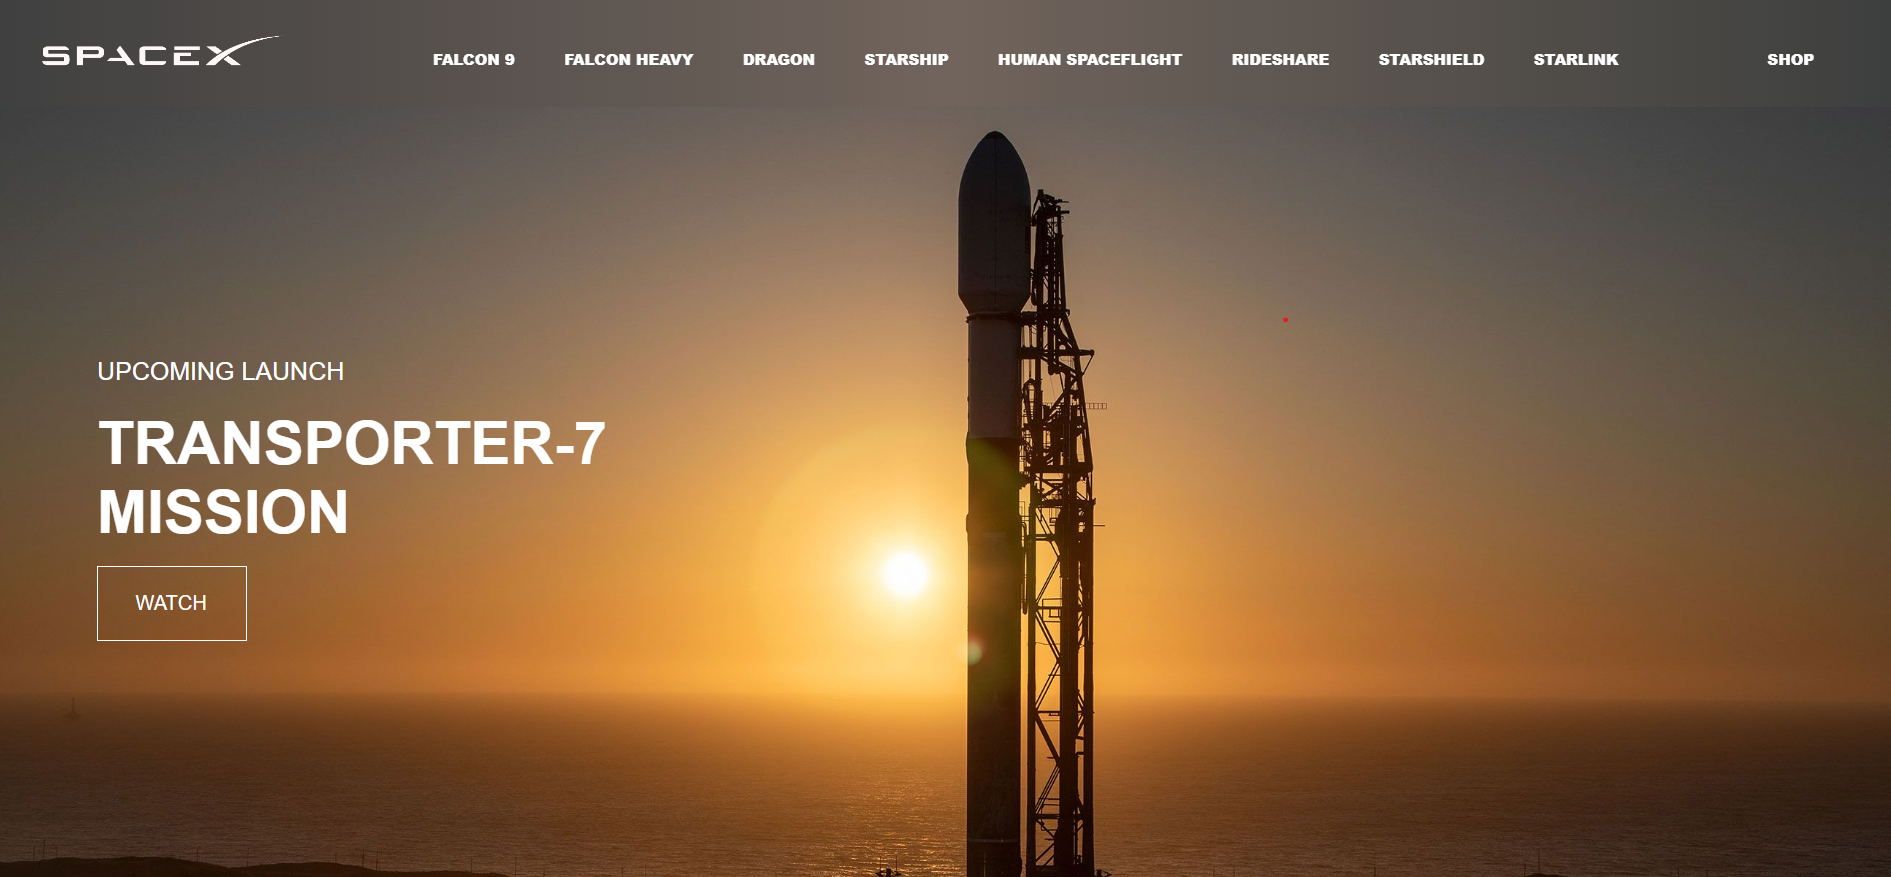 SPACEX
FALCON 9 FALCON HEAVY DRAGON STARSHIP HUMAN SPACEFLIGHT RIDESHARE STARSHIELD STARLINK SHOP
UPCOMING LAUNCH
TRANSPORTER-7
MISSION
WATCH